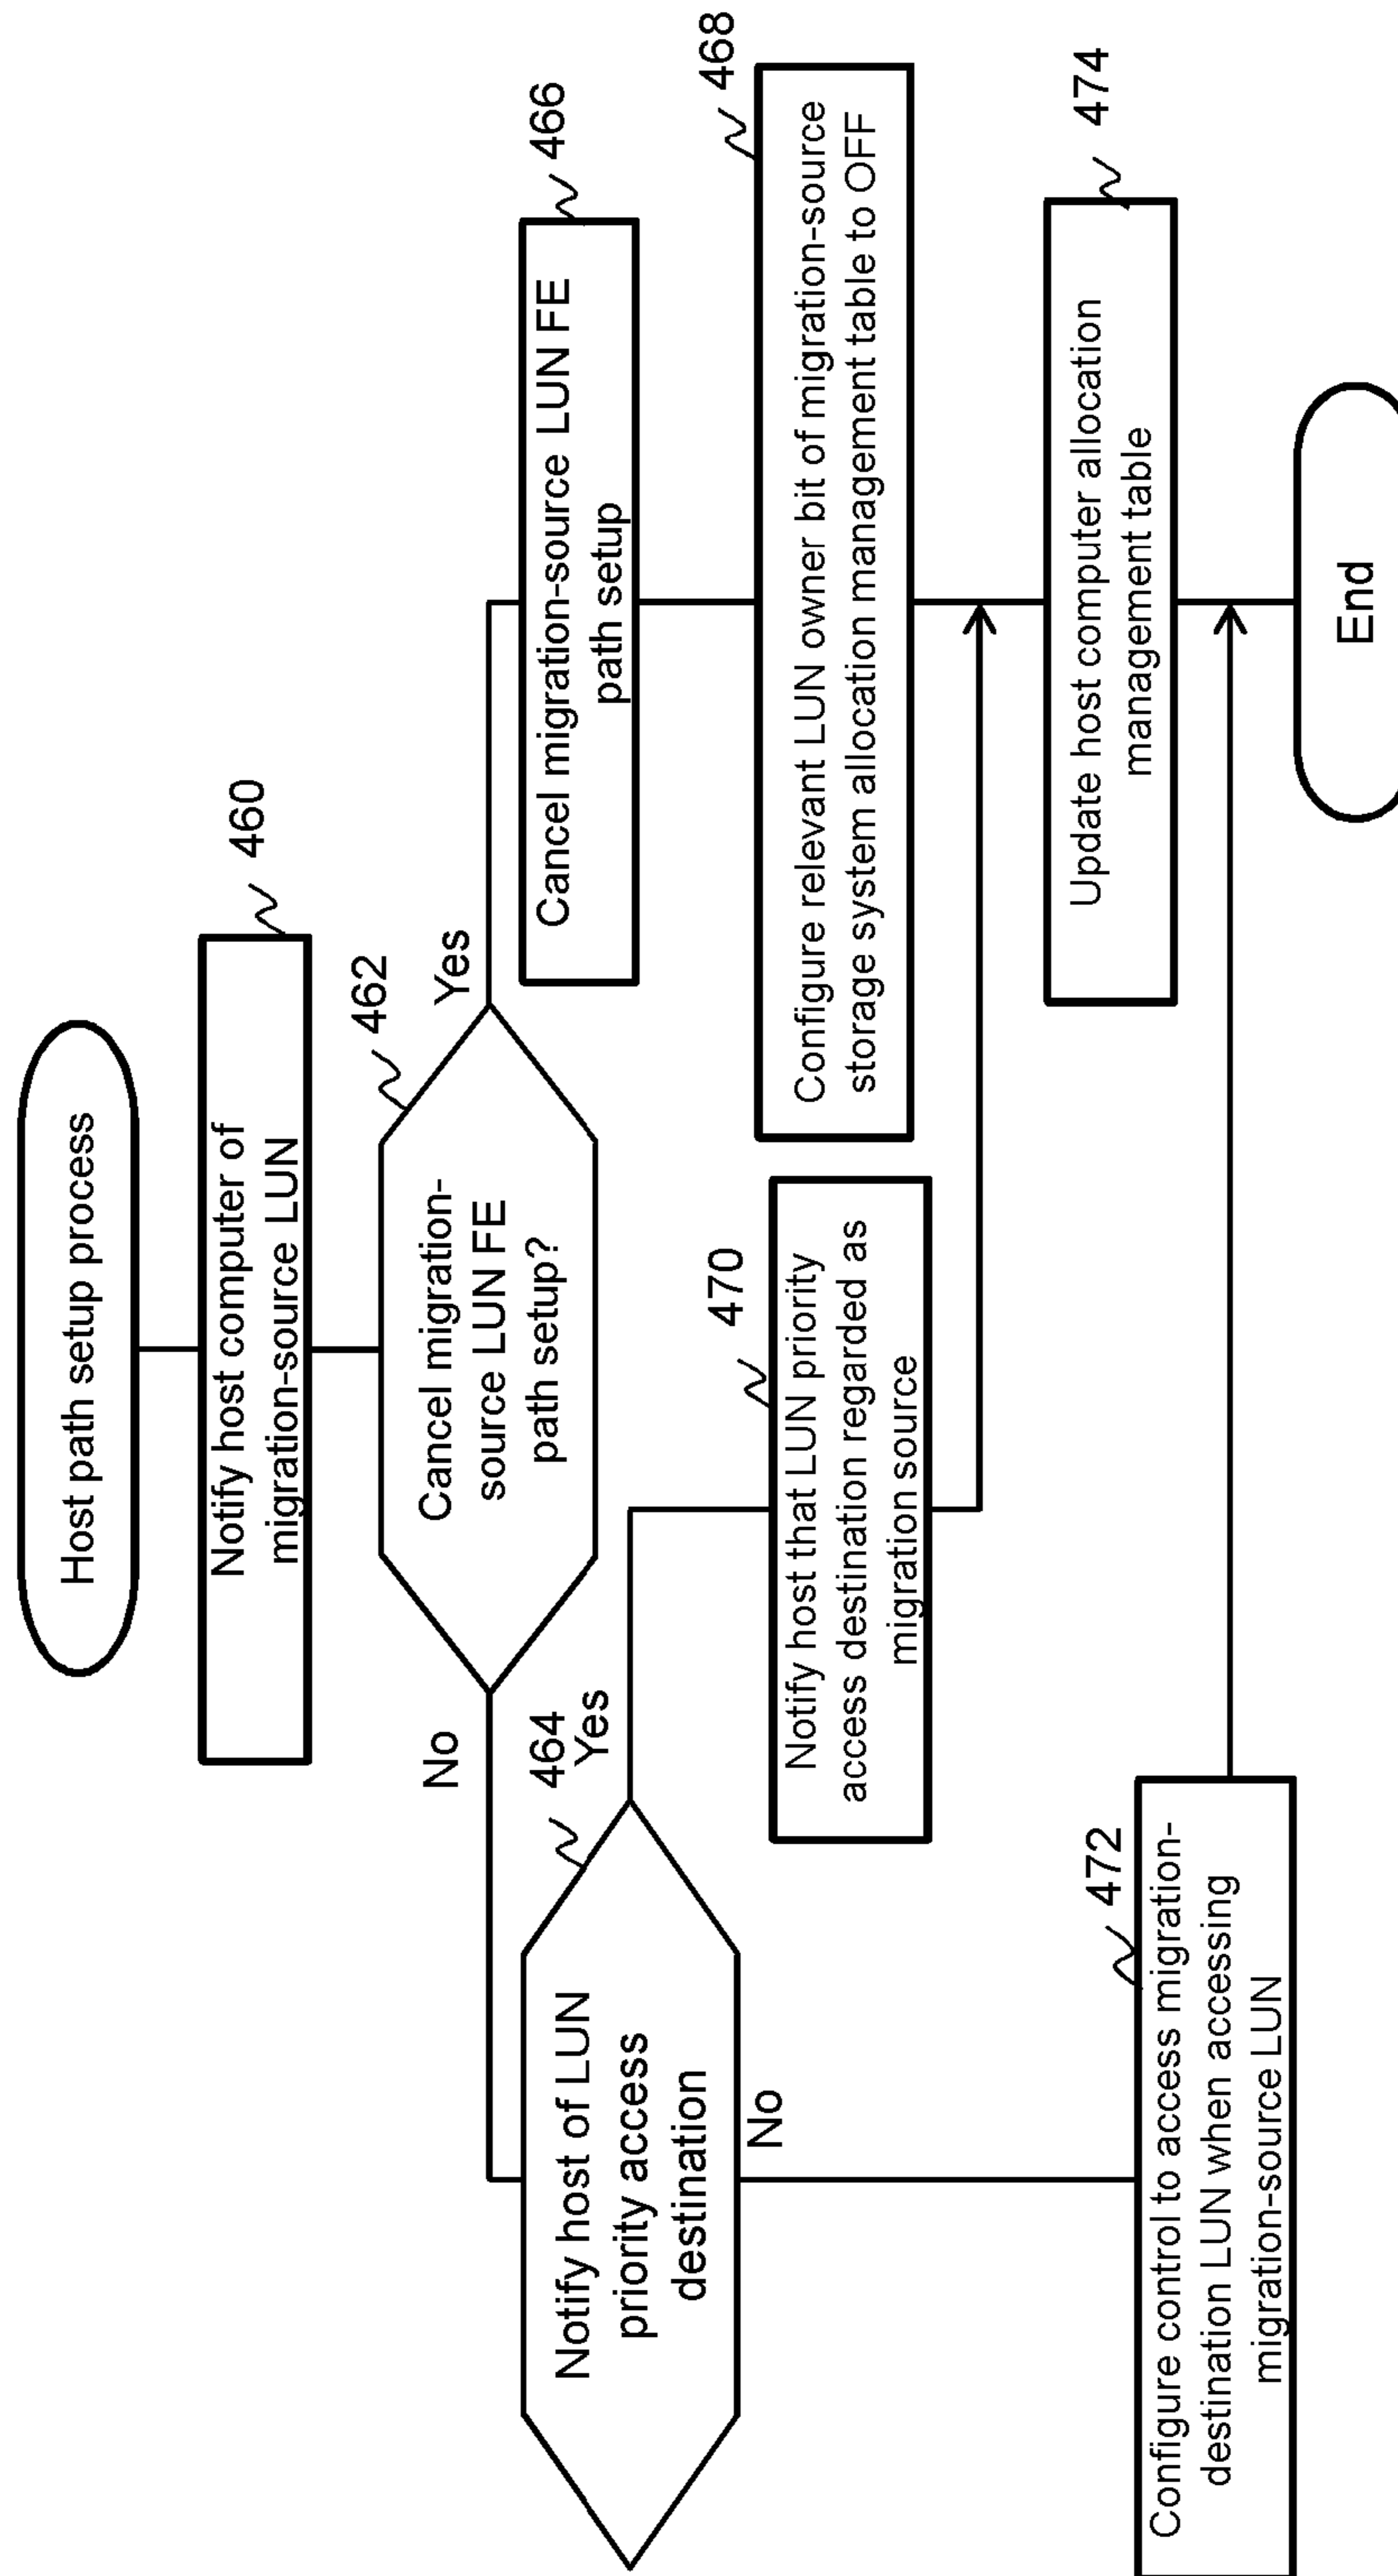 Host path setup process
460
Notify host computer of
migration-source LUN
462
Cancel migration-
source LUN FE
path setup?
Yes
No
466
Cancel migration-source LUN FE
path setup
464
Yes
Notify host of LUN
priority access
destination
No
468
Configure relevant LUN owner bit of migration-source
storage system allocation management table to OFF
470
Notify host that LUN priority
access destination regarded as
migration source
472
Configure control to access migration-
destination LUN when accessing
migration-source LUN
474
Update host computer allocation
management table
End